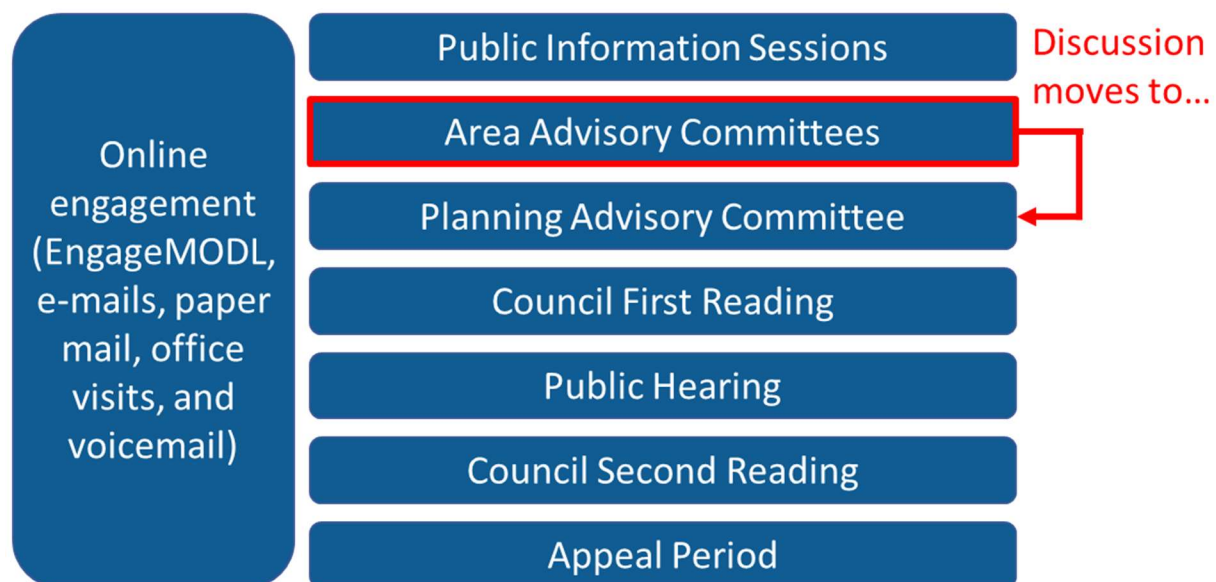 Online
engagement
(EngageMODL,
e-mails, paper
mail, office
visits, and
voicemail)
Public Information Sessions
Area Advisory Committees
Planning Advisory Committee
Council First Reading
Public Hearing
Council Second Reading
Appeal Period
Discussion
moves to...